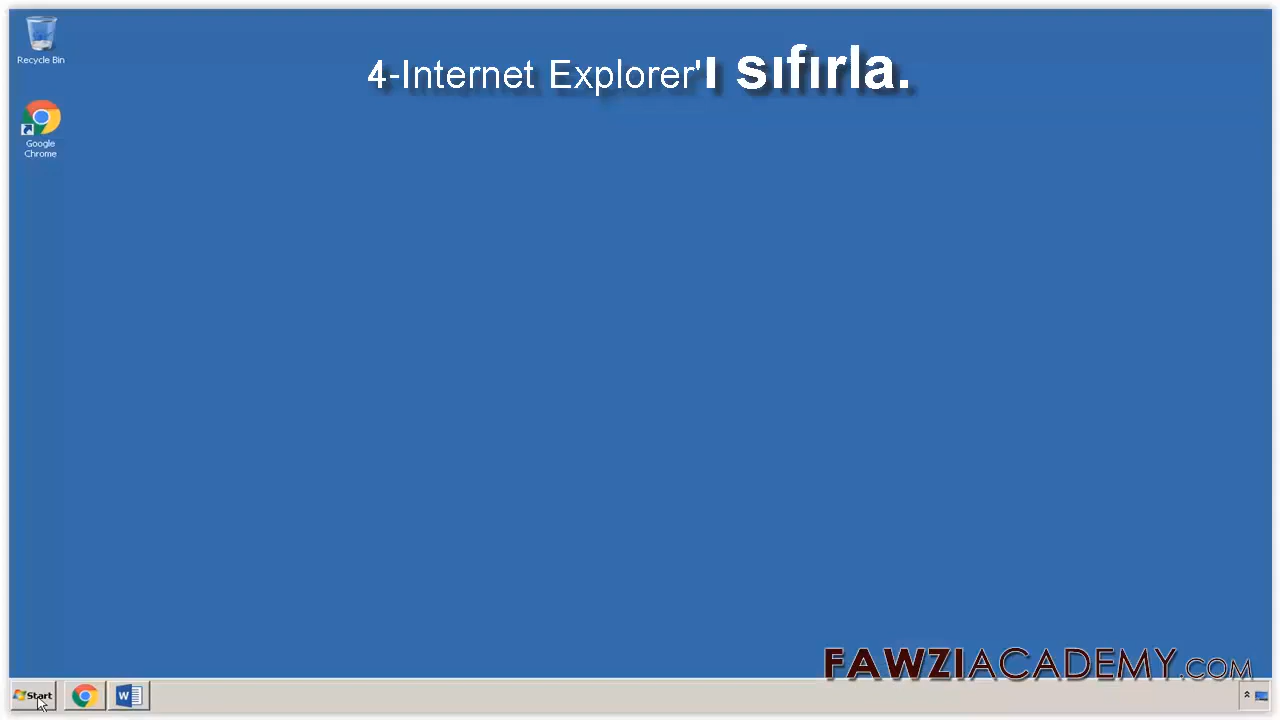 Recycle Bin
4-Internet Explorer'ı sıfırla.
Google
Chrome
FAWZIACADEMY.COM
Start